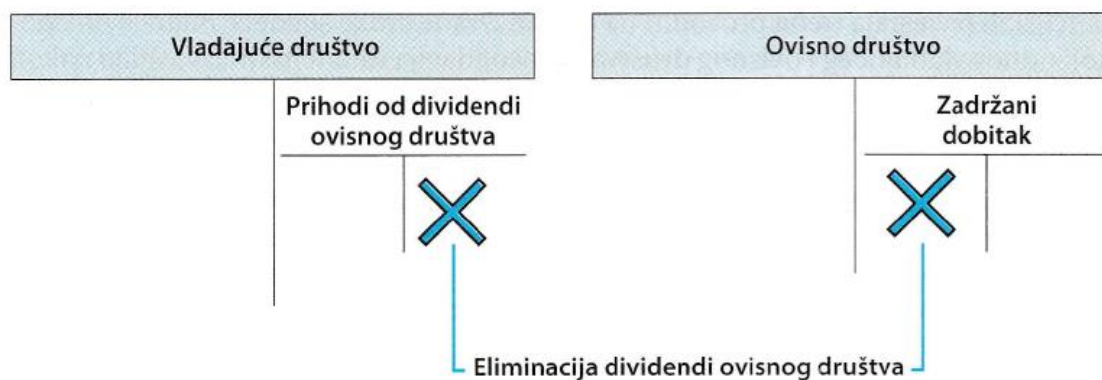 Vladajuće društvo
Ovisno društvo
Prihodi od dividendi
ovisnog društva
Zadržani
dobitak
Eliminacija dividendi ovisnog društva